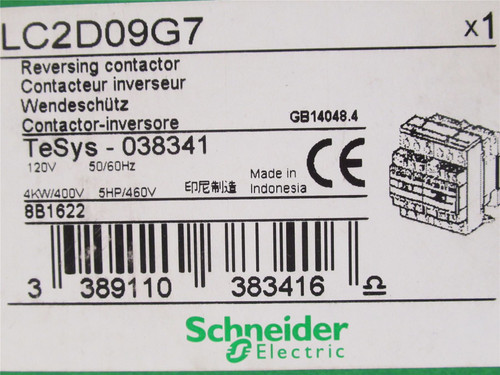 LC2D09G7 x1
Reversing contactor
Contacteur inverseur
Wendeschütz
Contactor-inversore GB14048.4
TeSys - 038341
120V 50/60Hz
4KW/400V 5HP/460V 印尼制造 Made in Indonesia
8B1622
3 389110 383416
Schneider
Electric